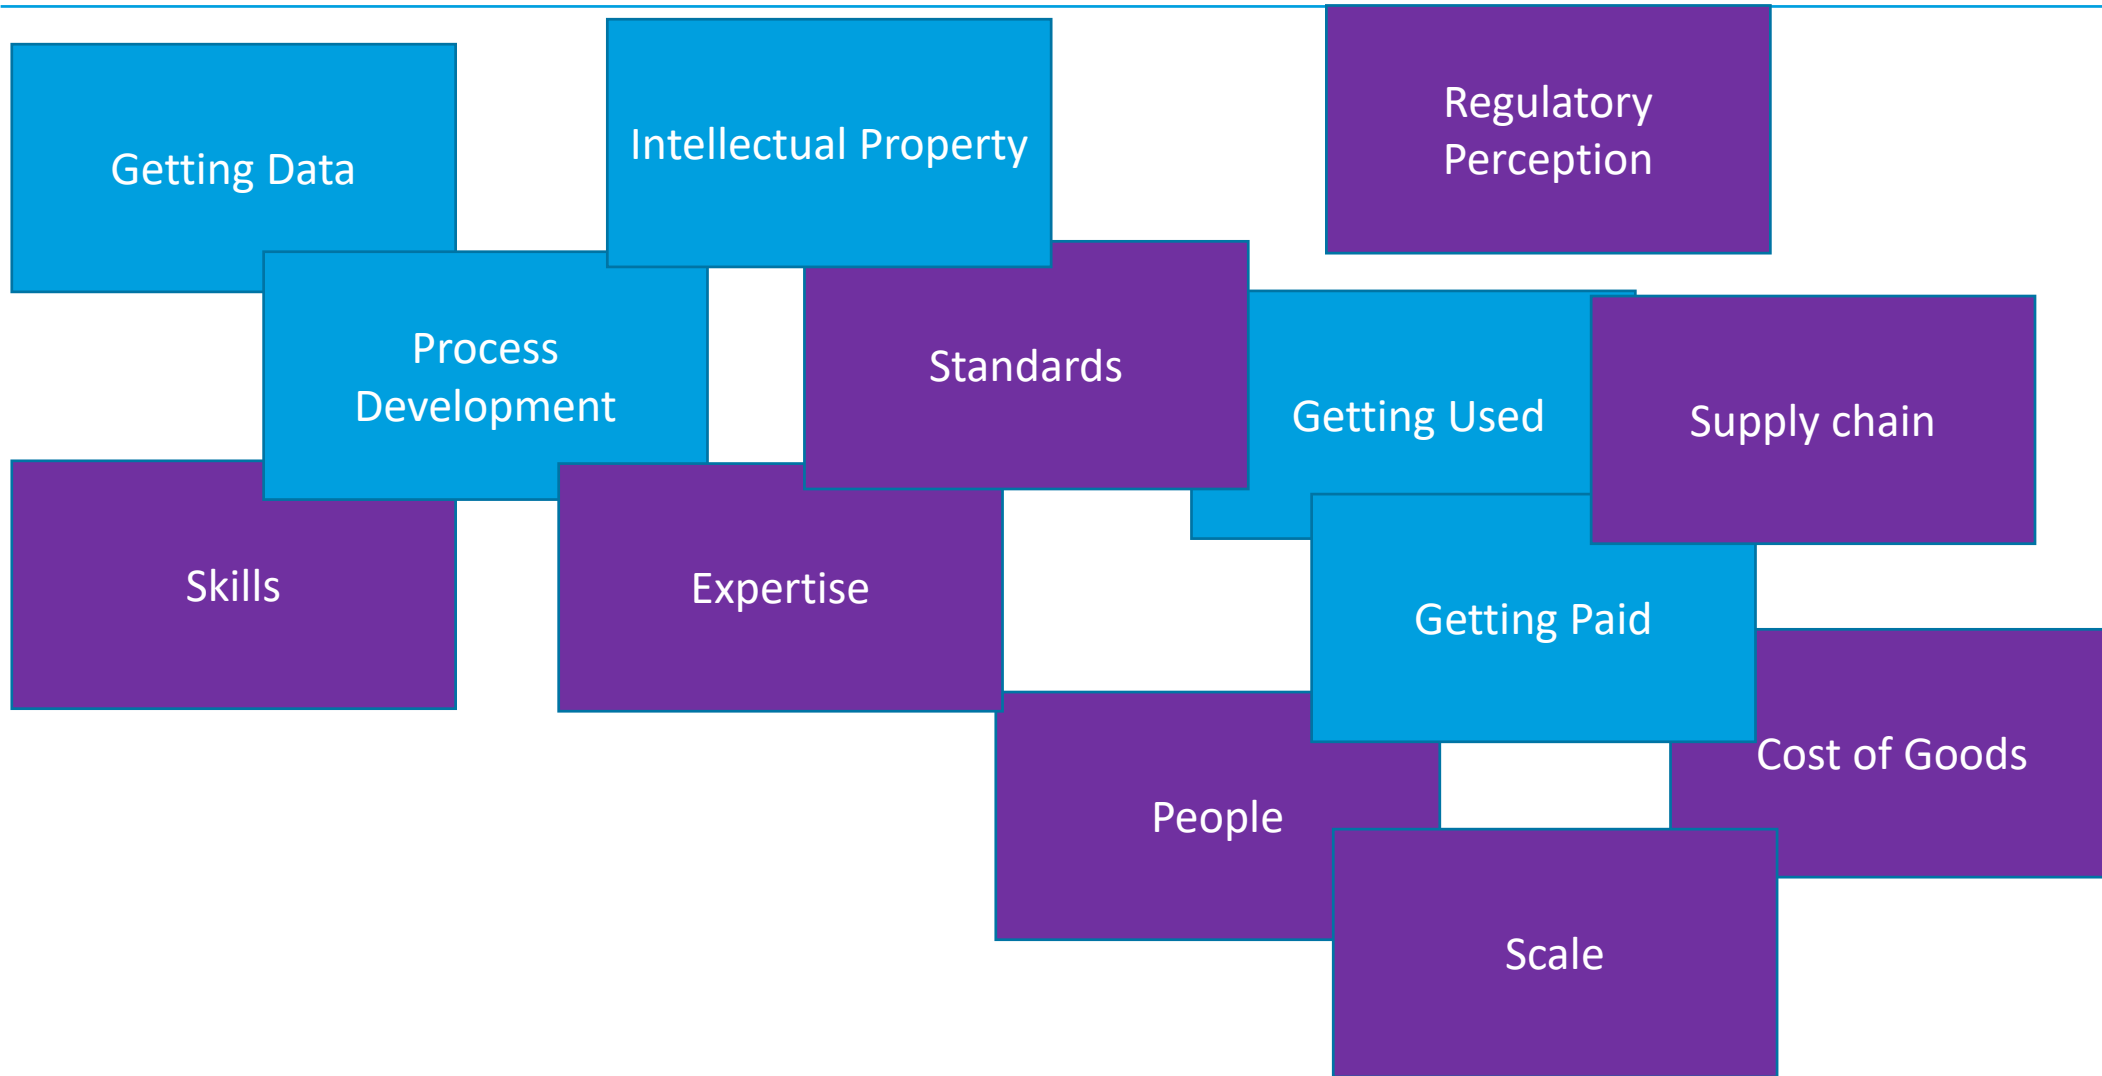 Getting Data
Intellectual Property
Regulatory
Perception
Process
Development
Standards
Getting Used
Supply chain
Skills
Expertise
Getting Paid
People
Cost of Goods
Scale